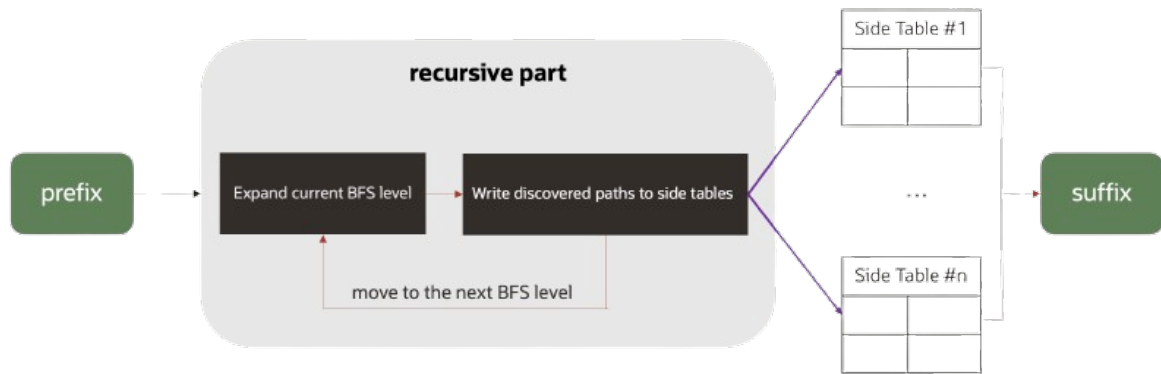 Side Table #1
recursive part
prefix
Expand current BFS level
Write discovered paths to side tables
...
suffix
move to the next BFS level
Side Table #n